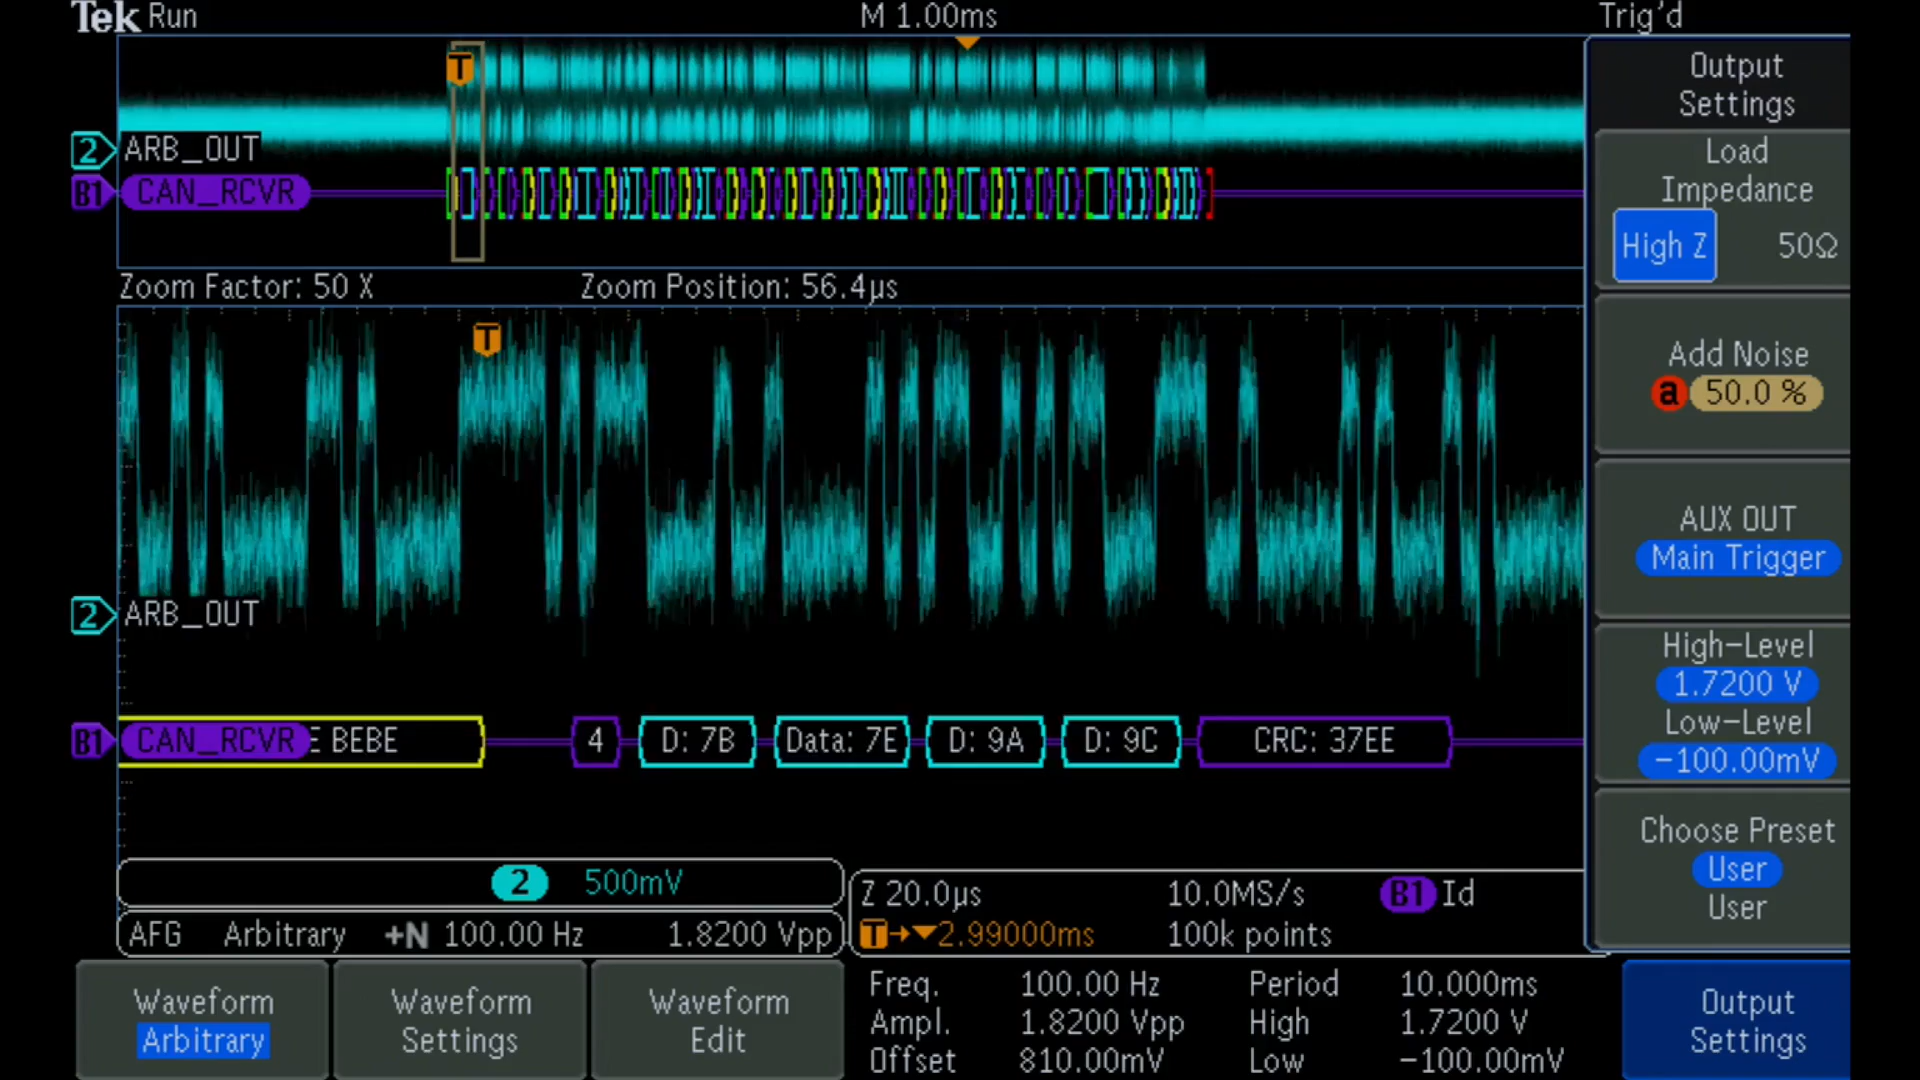 Tek Run
M 1.00ms
Trig'd
T
2 ARB_OUT
B1 CAN_RCVR
Zoom Factor: 50 X
Zoom Position: 56.4µs
T
2 ARB_OUT
B1 CAN_RCVR E BEBE
4
D: 7B
Data: 7E
D: 9A
D: 9C
CRC: 37EE
2 500mV
AFG Arbitrary +N 100.00 Hz 1.8200 Vpp
Z 20.0µs
10.0MS/s
B1 Id
T→▼2.99000ms
100k points
Output
Settings
Load
Impedance
High Z 50Ω
Add Noise
a 50.0 %
AUX OUT
Main Trigger
High-Level
1.7200 V
Low-Level
-100.00mV
Choose Preset
User
User
Waveform
Arbitrary
Waveform
Settings
Waveform
Edit
Freq. 100.00 Hz Period 10.000ms
Ampl. 1.8200 Vpp High 1.7200 V
Offset 810.00mV Low -100.00mV
Output
Settings